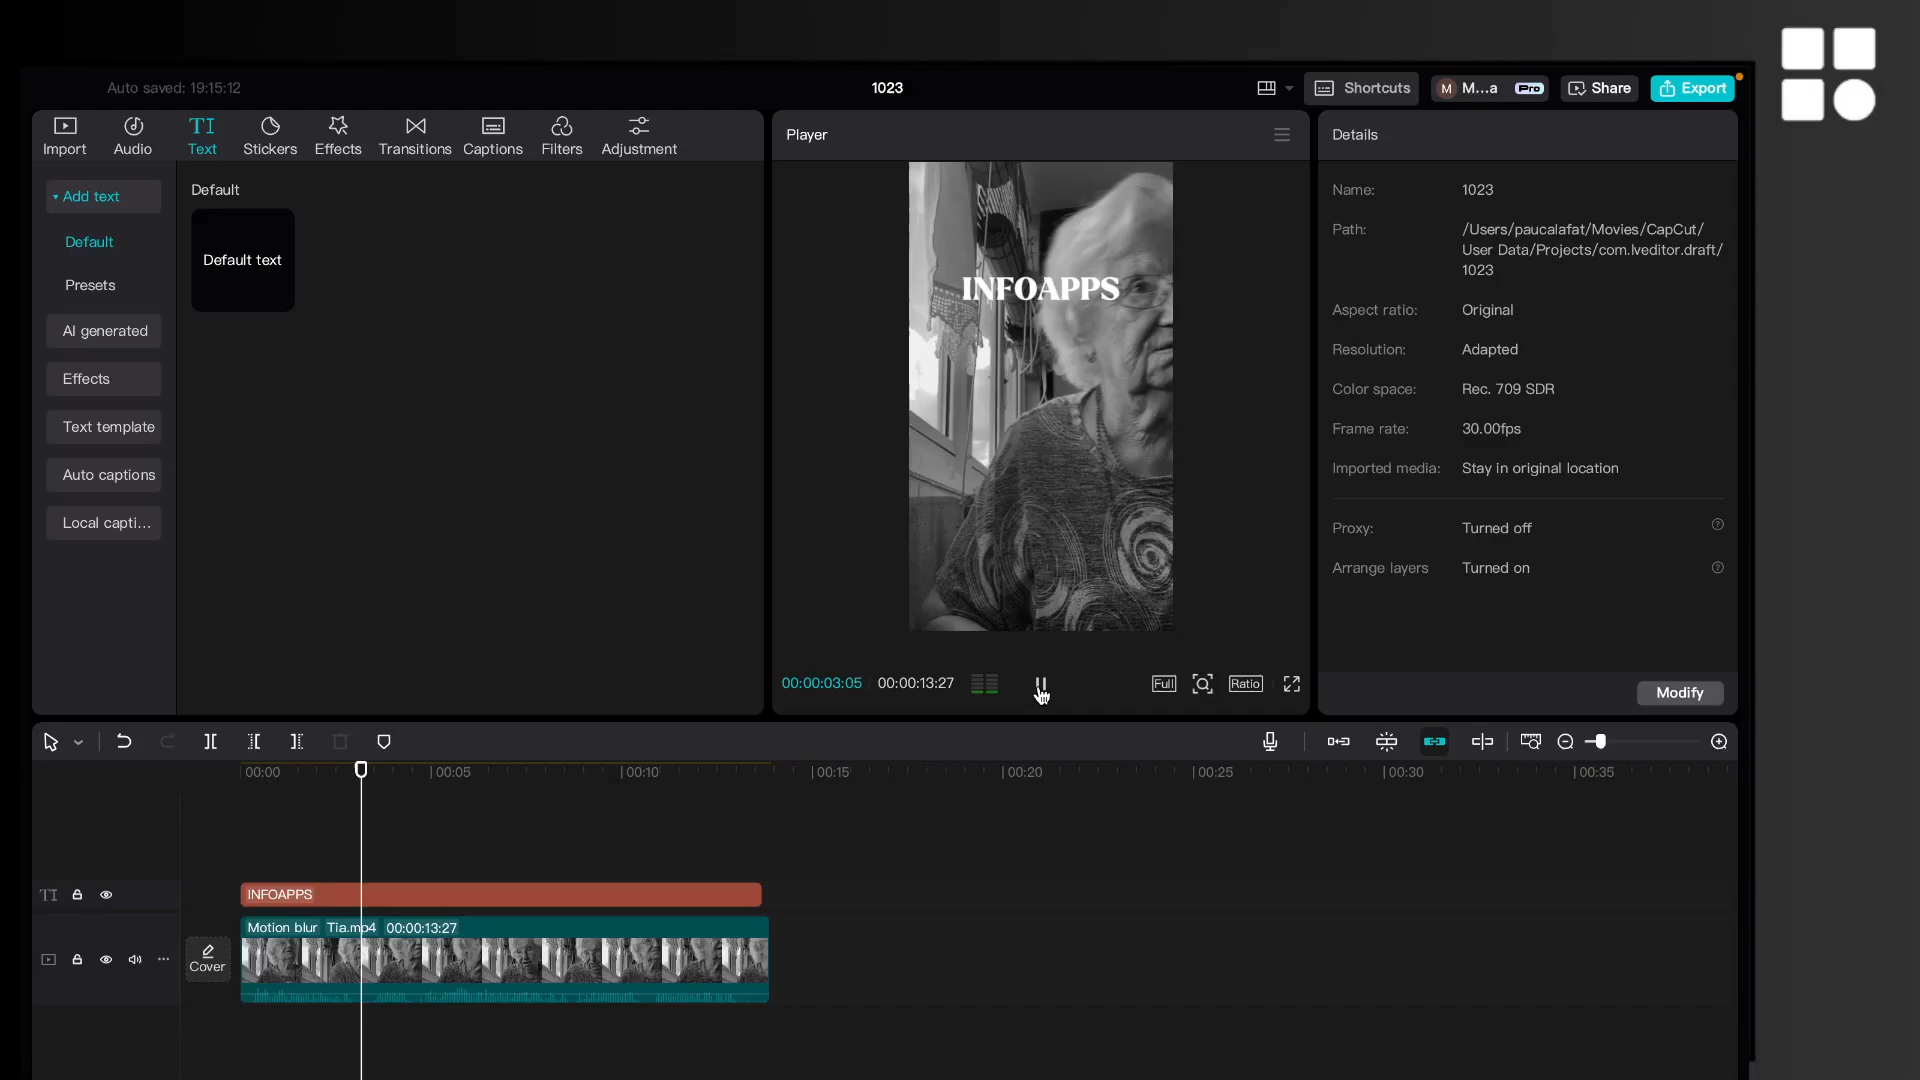 Auto saved: 19:15:12
1023
Shortcuts
M
M...a
Pro
Share
Export
Import
Audio
TI
Text
Stickers
Effects
Transitions
Captions
Filters
Adjustment
Player
Details
Add text
Default
Presets
AI generated
Effects
Text template
Auto captions
Local capti...
Default
Default text
INFOAPPS
Name: 1023
Path: /Users/paucalafat/Movies/CapCut/
User Data/Projects/com.lveditor.draft/
1023
Aspect ratio: Original
Resolution: Adapted
Color space: Rec. 709 SDR
Frame rate: 30.00fps
Imported media: Stay in original location
Proxy: Turned off
Arrange layers Turned on
Modify
00:00:03:05 00:00:13:27
Full
Ratio
00:00 00:05 00:10 00:15 00:20 00:25 00:30 00:35
TI
INFOAPPS
Motion blur Tia.mp4 00:00:13:27
Cover